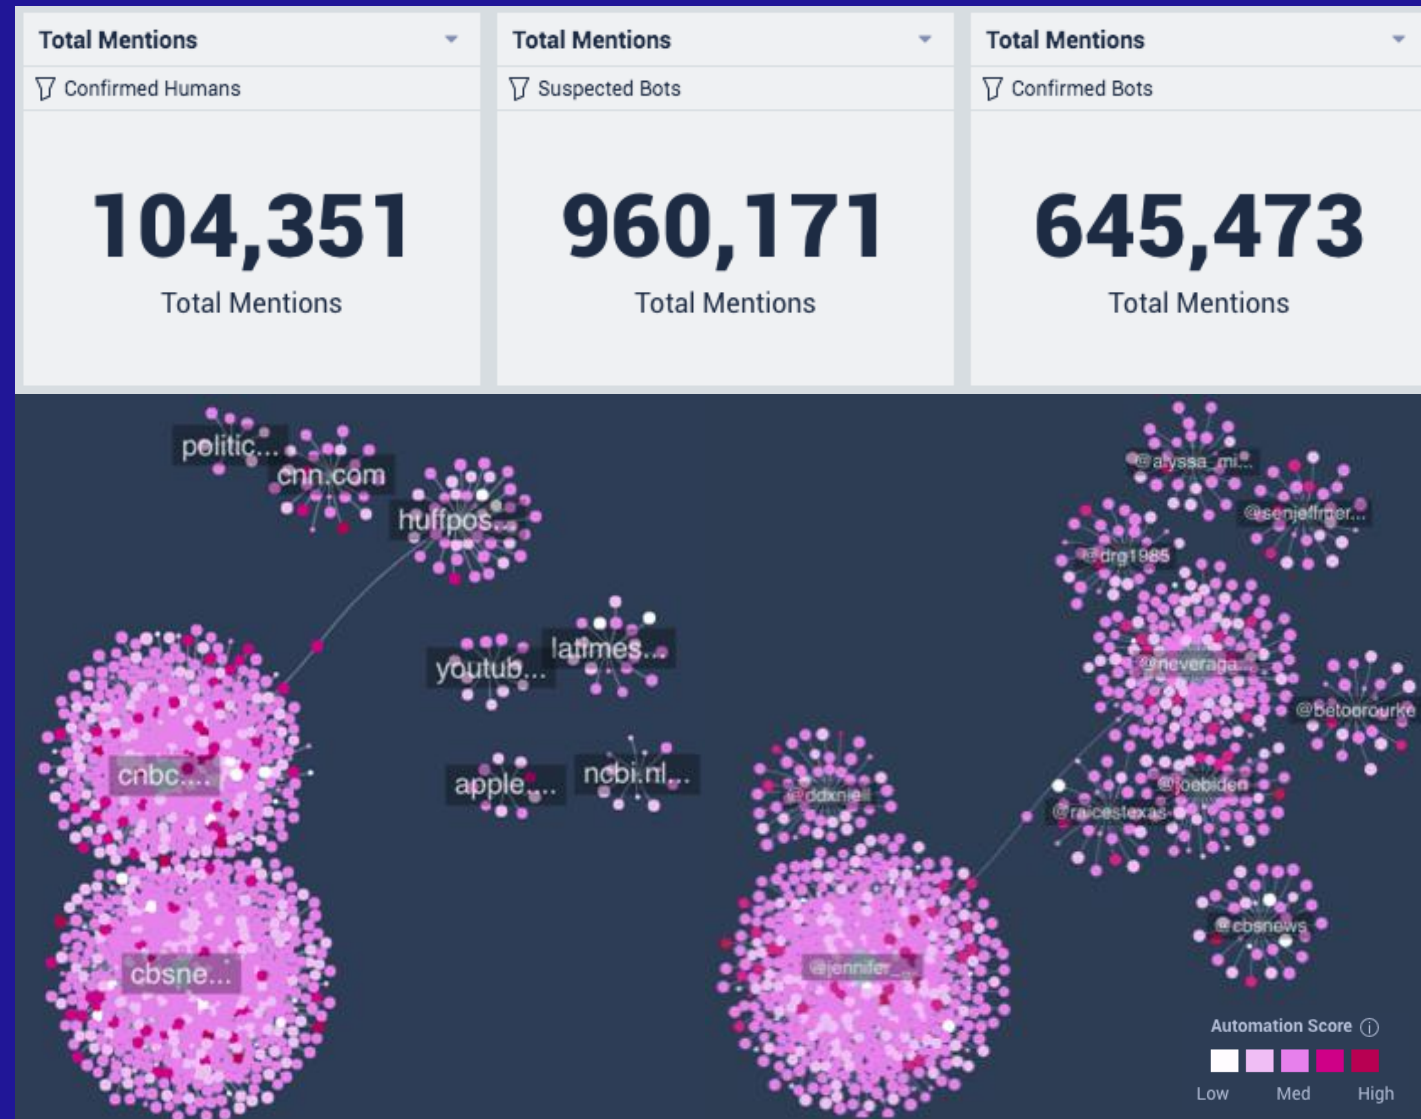 Total Mentions
Confirmed Humans
104,351
Total Mentions
Total Mentions
Suspected Bots
960,171
Total Mentions
Total Mentions
Confirmed Bots
645,473
Total Mentions
politic...
cnn.com
huffpos...
latimes...
youtub...
cnbc....
apple....
ncbi.nl...
cbsne...
@alyssa_mi...
@senjeffmer...
@drg1985
@neveraga...
@betoorourke
@joebiden
@ddxniel
@raicestexas
@cbsnews
@jennifer_...
Automation Score
Low Med High